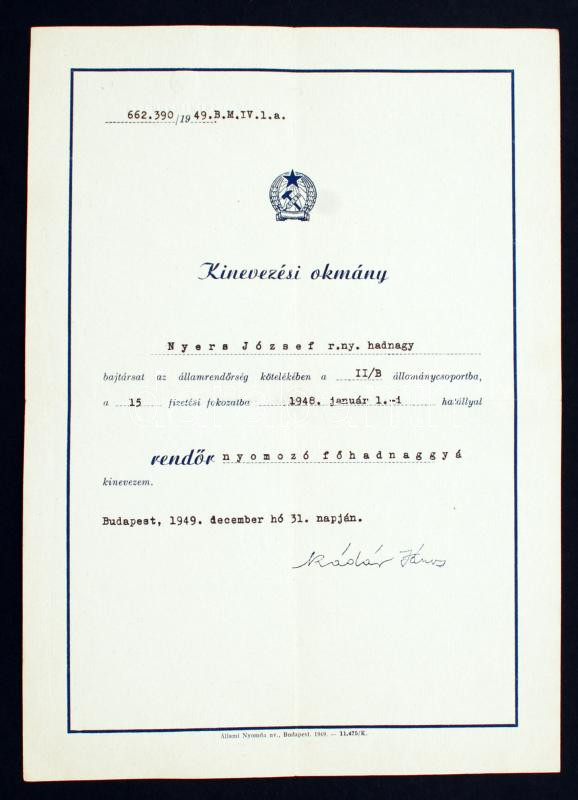 662.390/1949.B.M.IV.1.a.
Kinevezési okmány
Nyers József r.ny. hadnagy
bajtársat az államrendőrség kötelékében a II/B állománycsoportba,
a 15 fizetési fokozatba 1948. január 1.-i hatállyal
rendőr nyomozó főhadnaggyá
kinevezem.
Budapest, 1949. december hó 31. napján.
Kádár János
Állami Nyomda nv., Budapest. 1949. — 11.475/K.